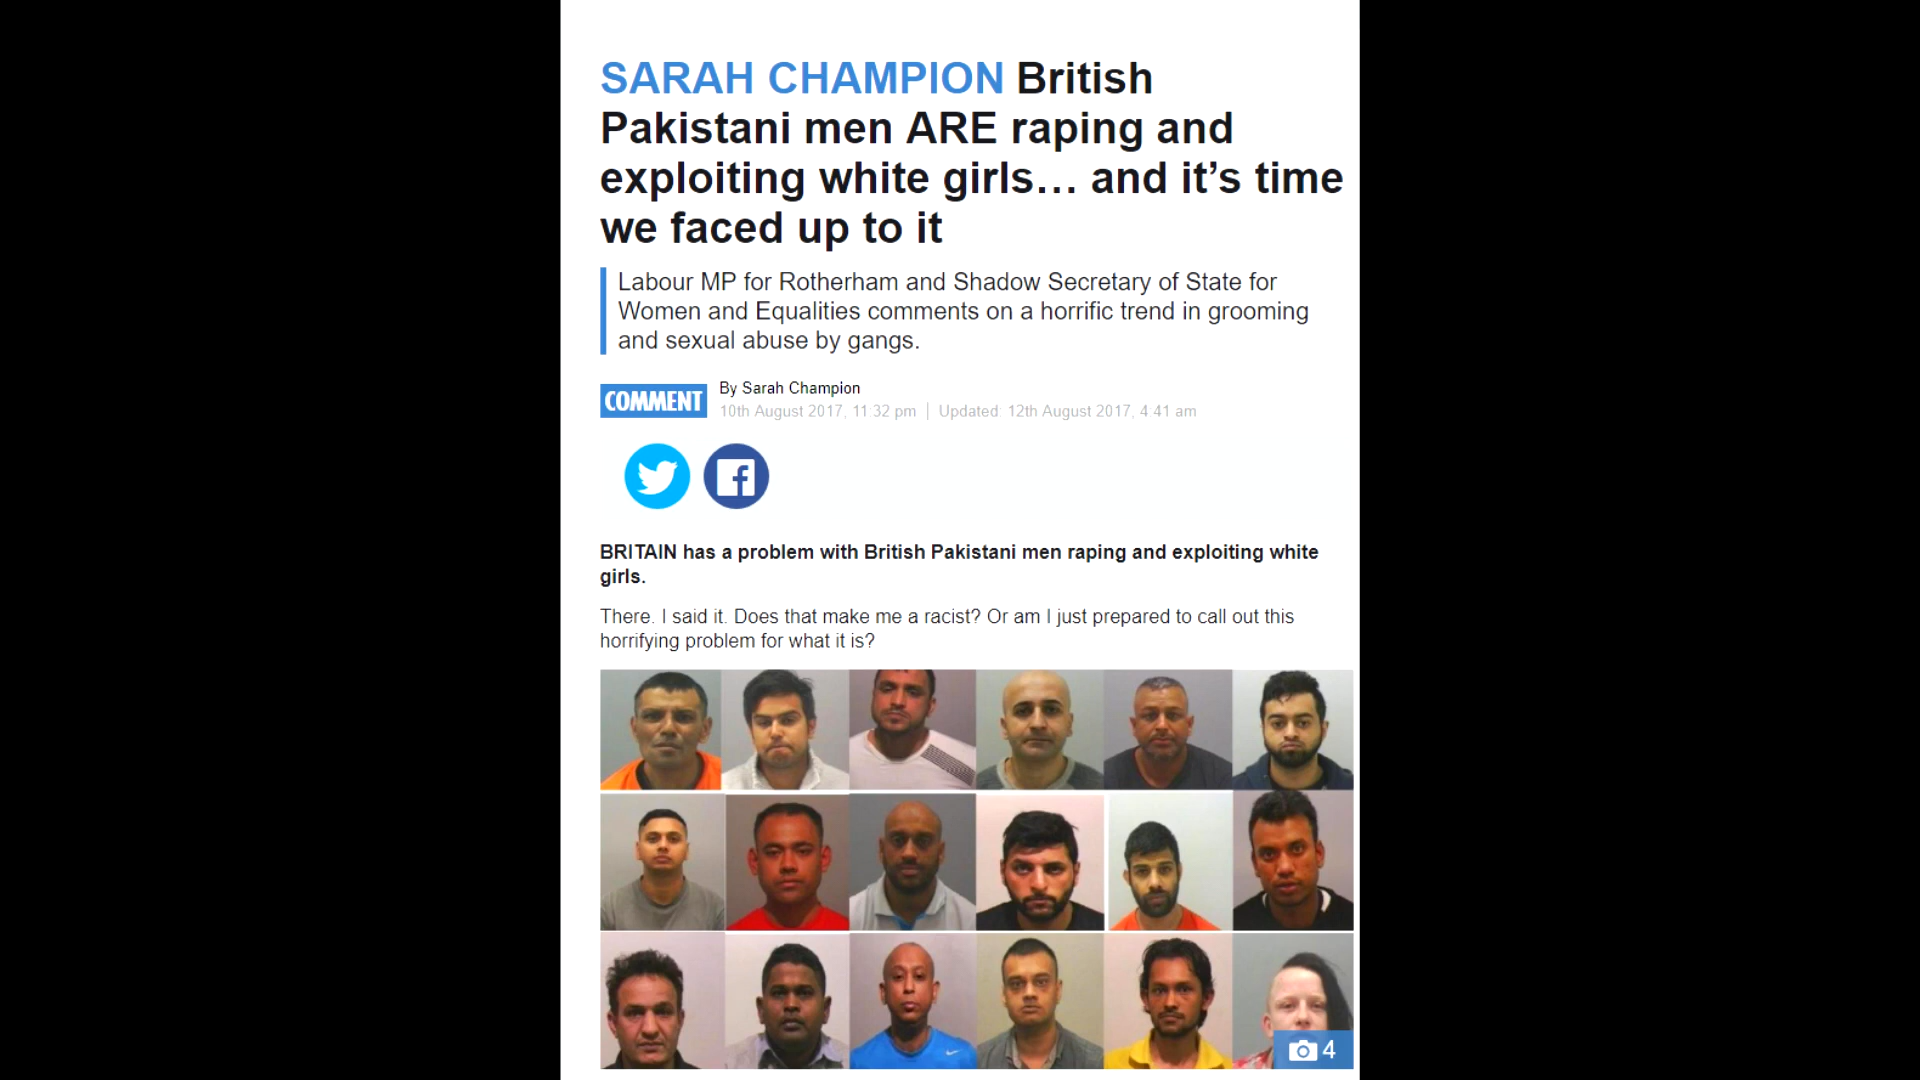 SARAH CHAMPION British
Pakistani men ARE raping and
exploiting white girls… and it’s time
we faced up to it
Labour MP for Rotherham and Shadow Secretary of State for
Women and Equalities comments on a horrific trend in grooming
and sexual abuse by gangs.
COMMENT
By Sarah Champion
10th August 2017, 11:32 pm | Updated: 12th August 2017, 4:41 am
BRITAIN has a problem with British Pakistani men raping and exploiting white
girls.
There. I said it. Does that make me a racist? Or am I just prepared to call out this
horrifying problem for what it is?
4